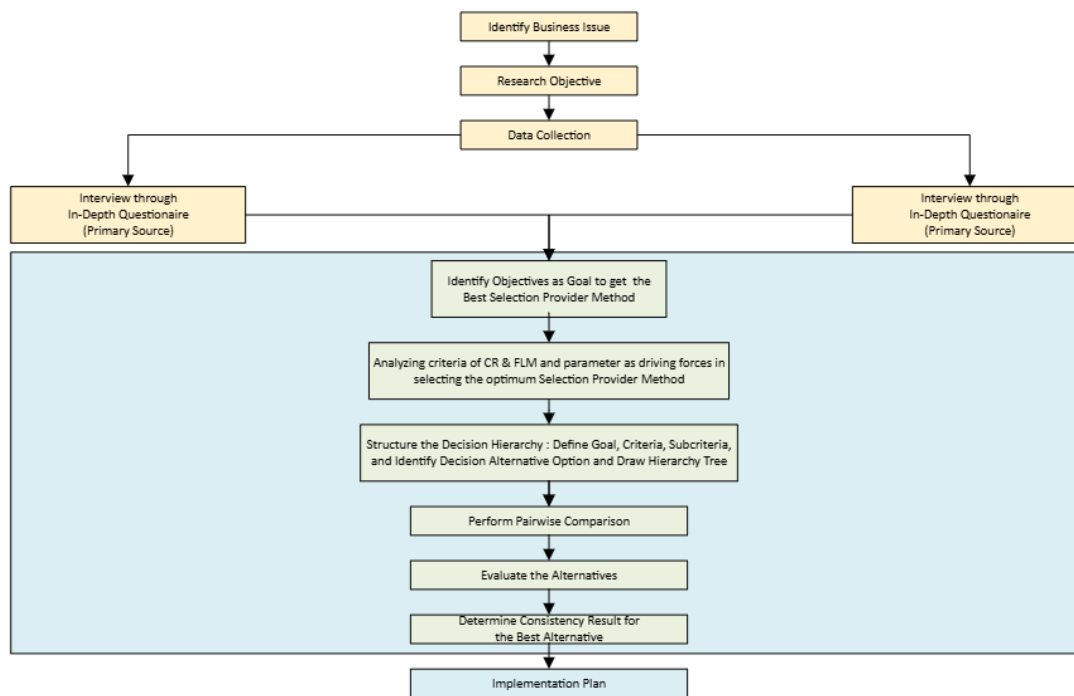 Identify Business Issue
Research Objective
Data Collection
Interview through
In-Depth Questionaire
(Primary Source)
Interview through
In-Depth Questionaire
(Primary Source)
Identify Objectives as Goal to get the
Best Selection Provider Method
Analyzing criteria of CR & FLM and parameter as driving forces in
selecting the optimum Selection Provider Method
Structure the Decision Hierarchy : Define Goal, Criteria, Subcriteria,
and Identify Decision Alternative Option and Draw Hierarchy Tree
Perform Pairwise Comparison
Evaluate the Alternatives
Determine Consistency Result for
the Best Alternative
Implementation Plan